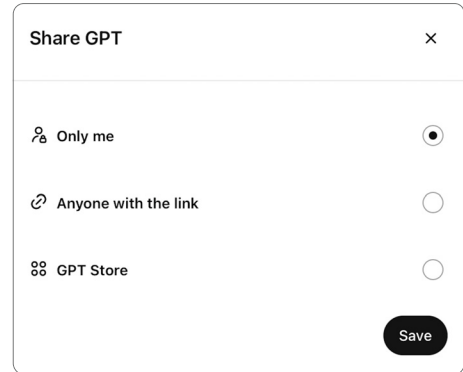 Share GPT
Only me
Anyone with the link
GPT Store
Save